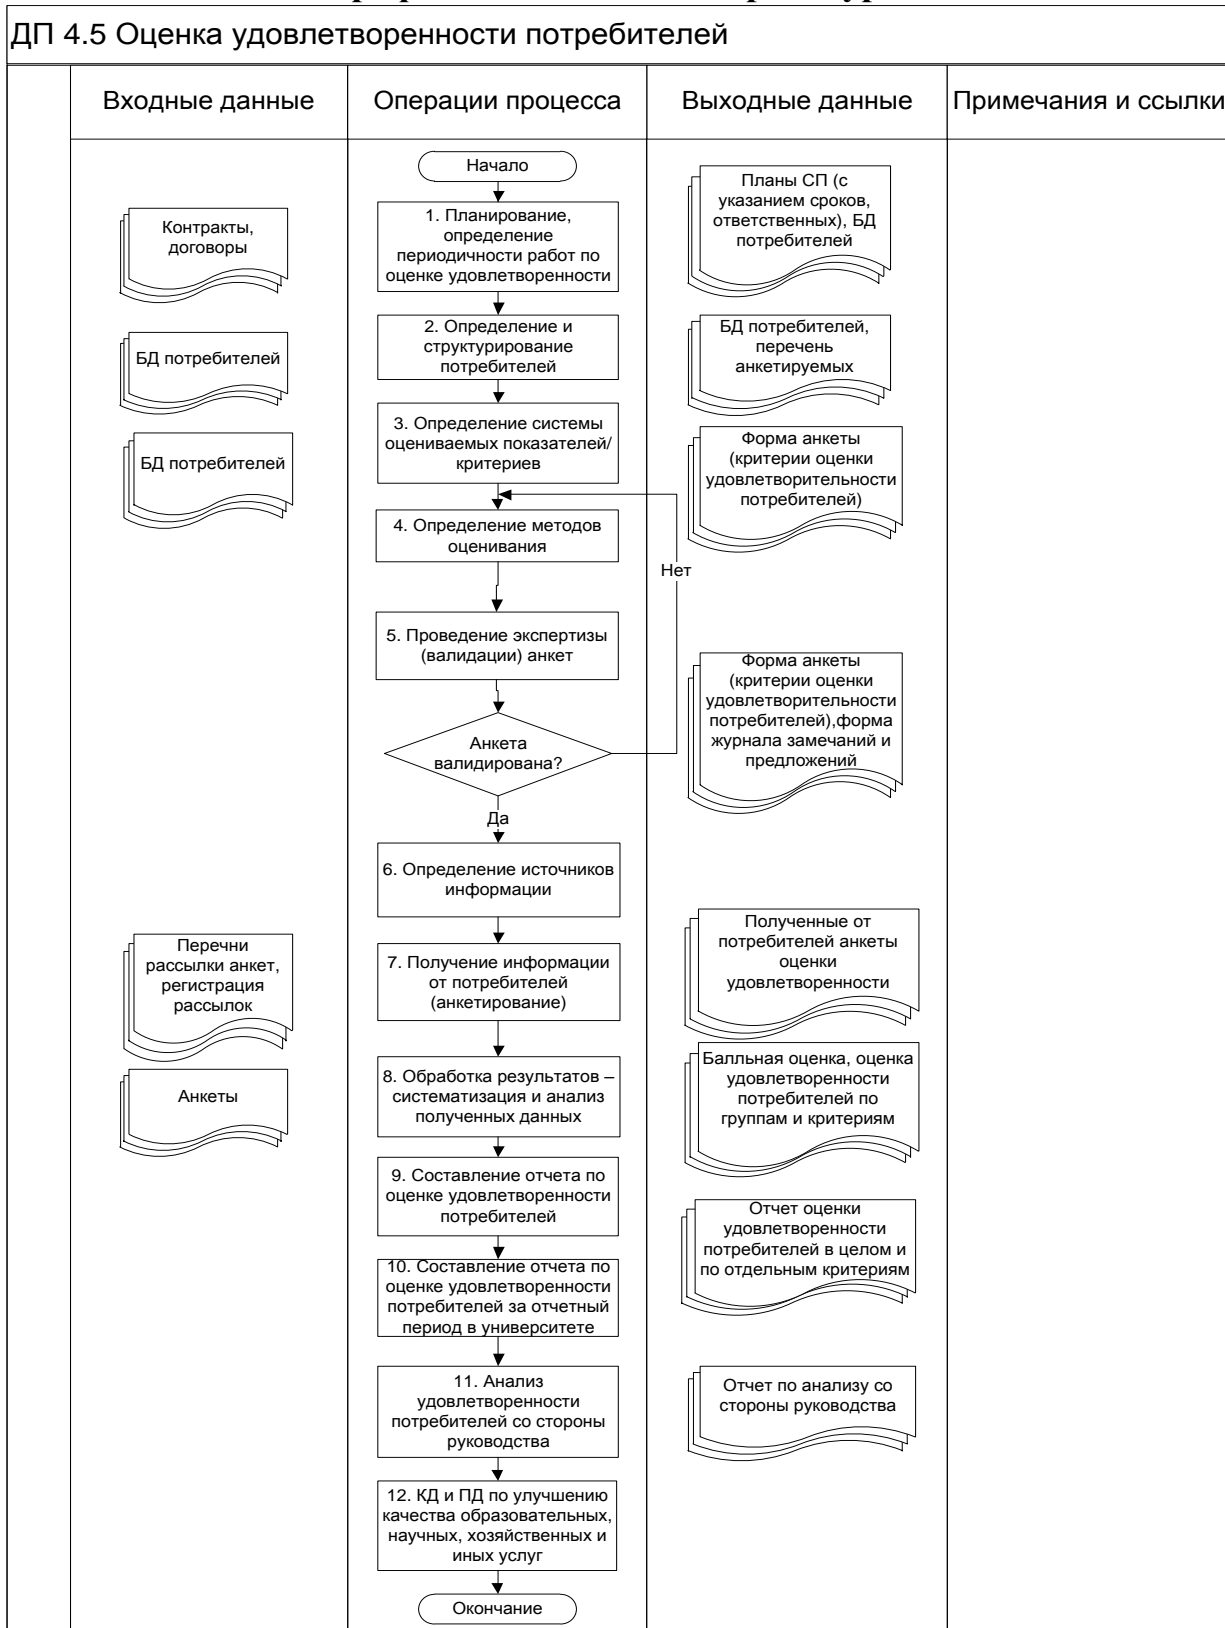 ДП 4.5 Оценка удовлетворенности потребителей
Входные данные
Операции процесса
Выходные данные
Примечания и ссылки
Начало
Контракты,
договоры
1. Планирование,
определение
периодичности работ по
оценке удовлетворенности
Планы СП (с
указанием сроков,
ответственных), БД
потребителей
БД потребителей
2. Определение и
структурирование
потребителей
БД потребителей,
перечень
анкетируемых
БД потребителей
3. Определение системы
оцениваемых показателей/
критериев
Форма анкеты
(критерии оценки
удовлетворительности
потребителей)
4. Определение методов
оценивания
Нет
5. Проведение экспертизы
(валидации) анкет
Форма анкеты
(критерии оценки
удовлетворительности
потребителей),форма
журнала замечаний и
предложений
Анкета
валидирована?
Да
6. Определение источников
информации
Перечни
рассылки анкет,
регистрация
рассылок
7. Получение информации
от потребителей
(анкетирование)
Полученные от
потребителей анкеты
оценки
удовлетворенности
Анкеты
8. Обработка результатов –
систематизация и анализ
полученных данных
Балльная оценка, оценка
удовлетворенности
потребителей по
группам и критериям
9. Составление отчета по
оценке удовлетворенности
потребителей
Отчет оценки
удовлетворенности
потребителей в целом и
по отдельным критериям
10. Составление отчета по
оценке удовлетворенности
потребителей за отчетный
период в университете
11. Анализ
удовлетворенности
потребителей со стороны
руководства
Отчет по анализу со
стороны руководства
12. КД и ПД по улучшению
качества образовательных,
научных, хозяйственных и
иных услуг
Окончание